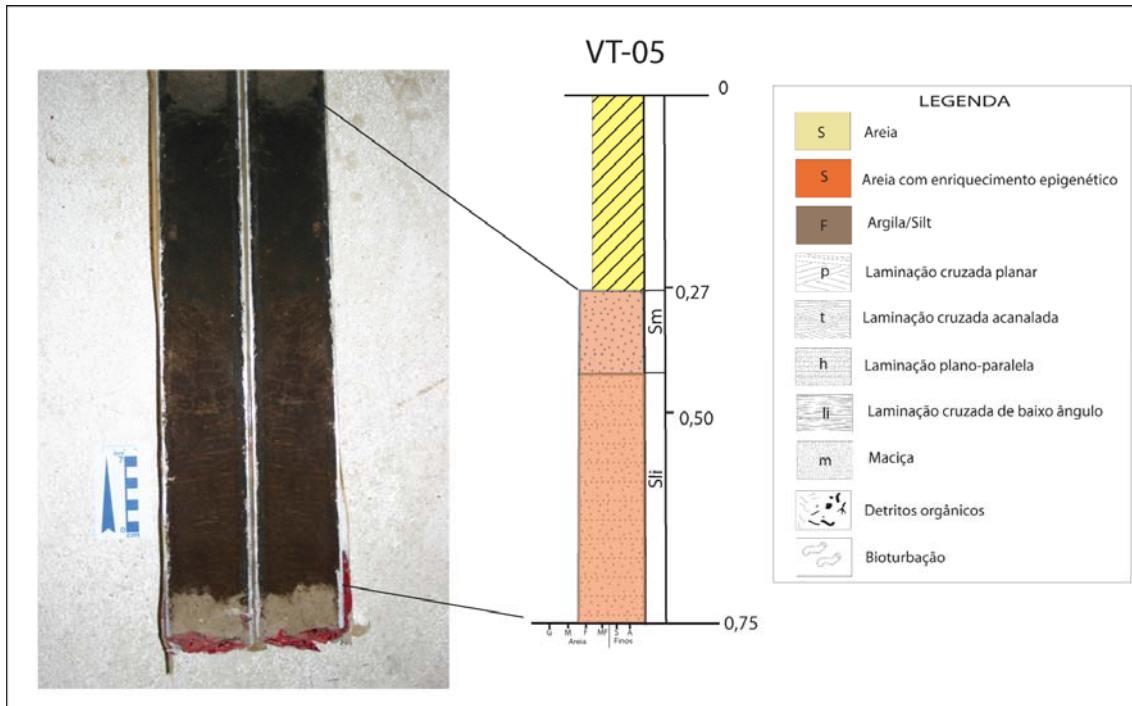 VT-05
0
0,27
Sm
0,50
Sli
0,75
G M F MF S A
Areia Finos
cm
0
cm
LEGENDA
S Areia
S Areia com enriquecimento epigenético
F Argila/Silt
p Laminação cruzada planar
t Laminação cruzada acanalada
h Laminação plano-paralela
li Laminação cruzada de baixo ângulo
m Maciça
Detritos orgânicos
Bioturbação